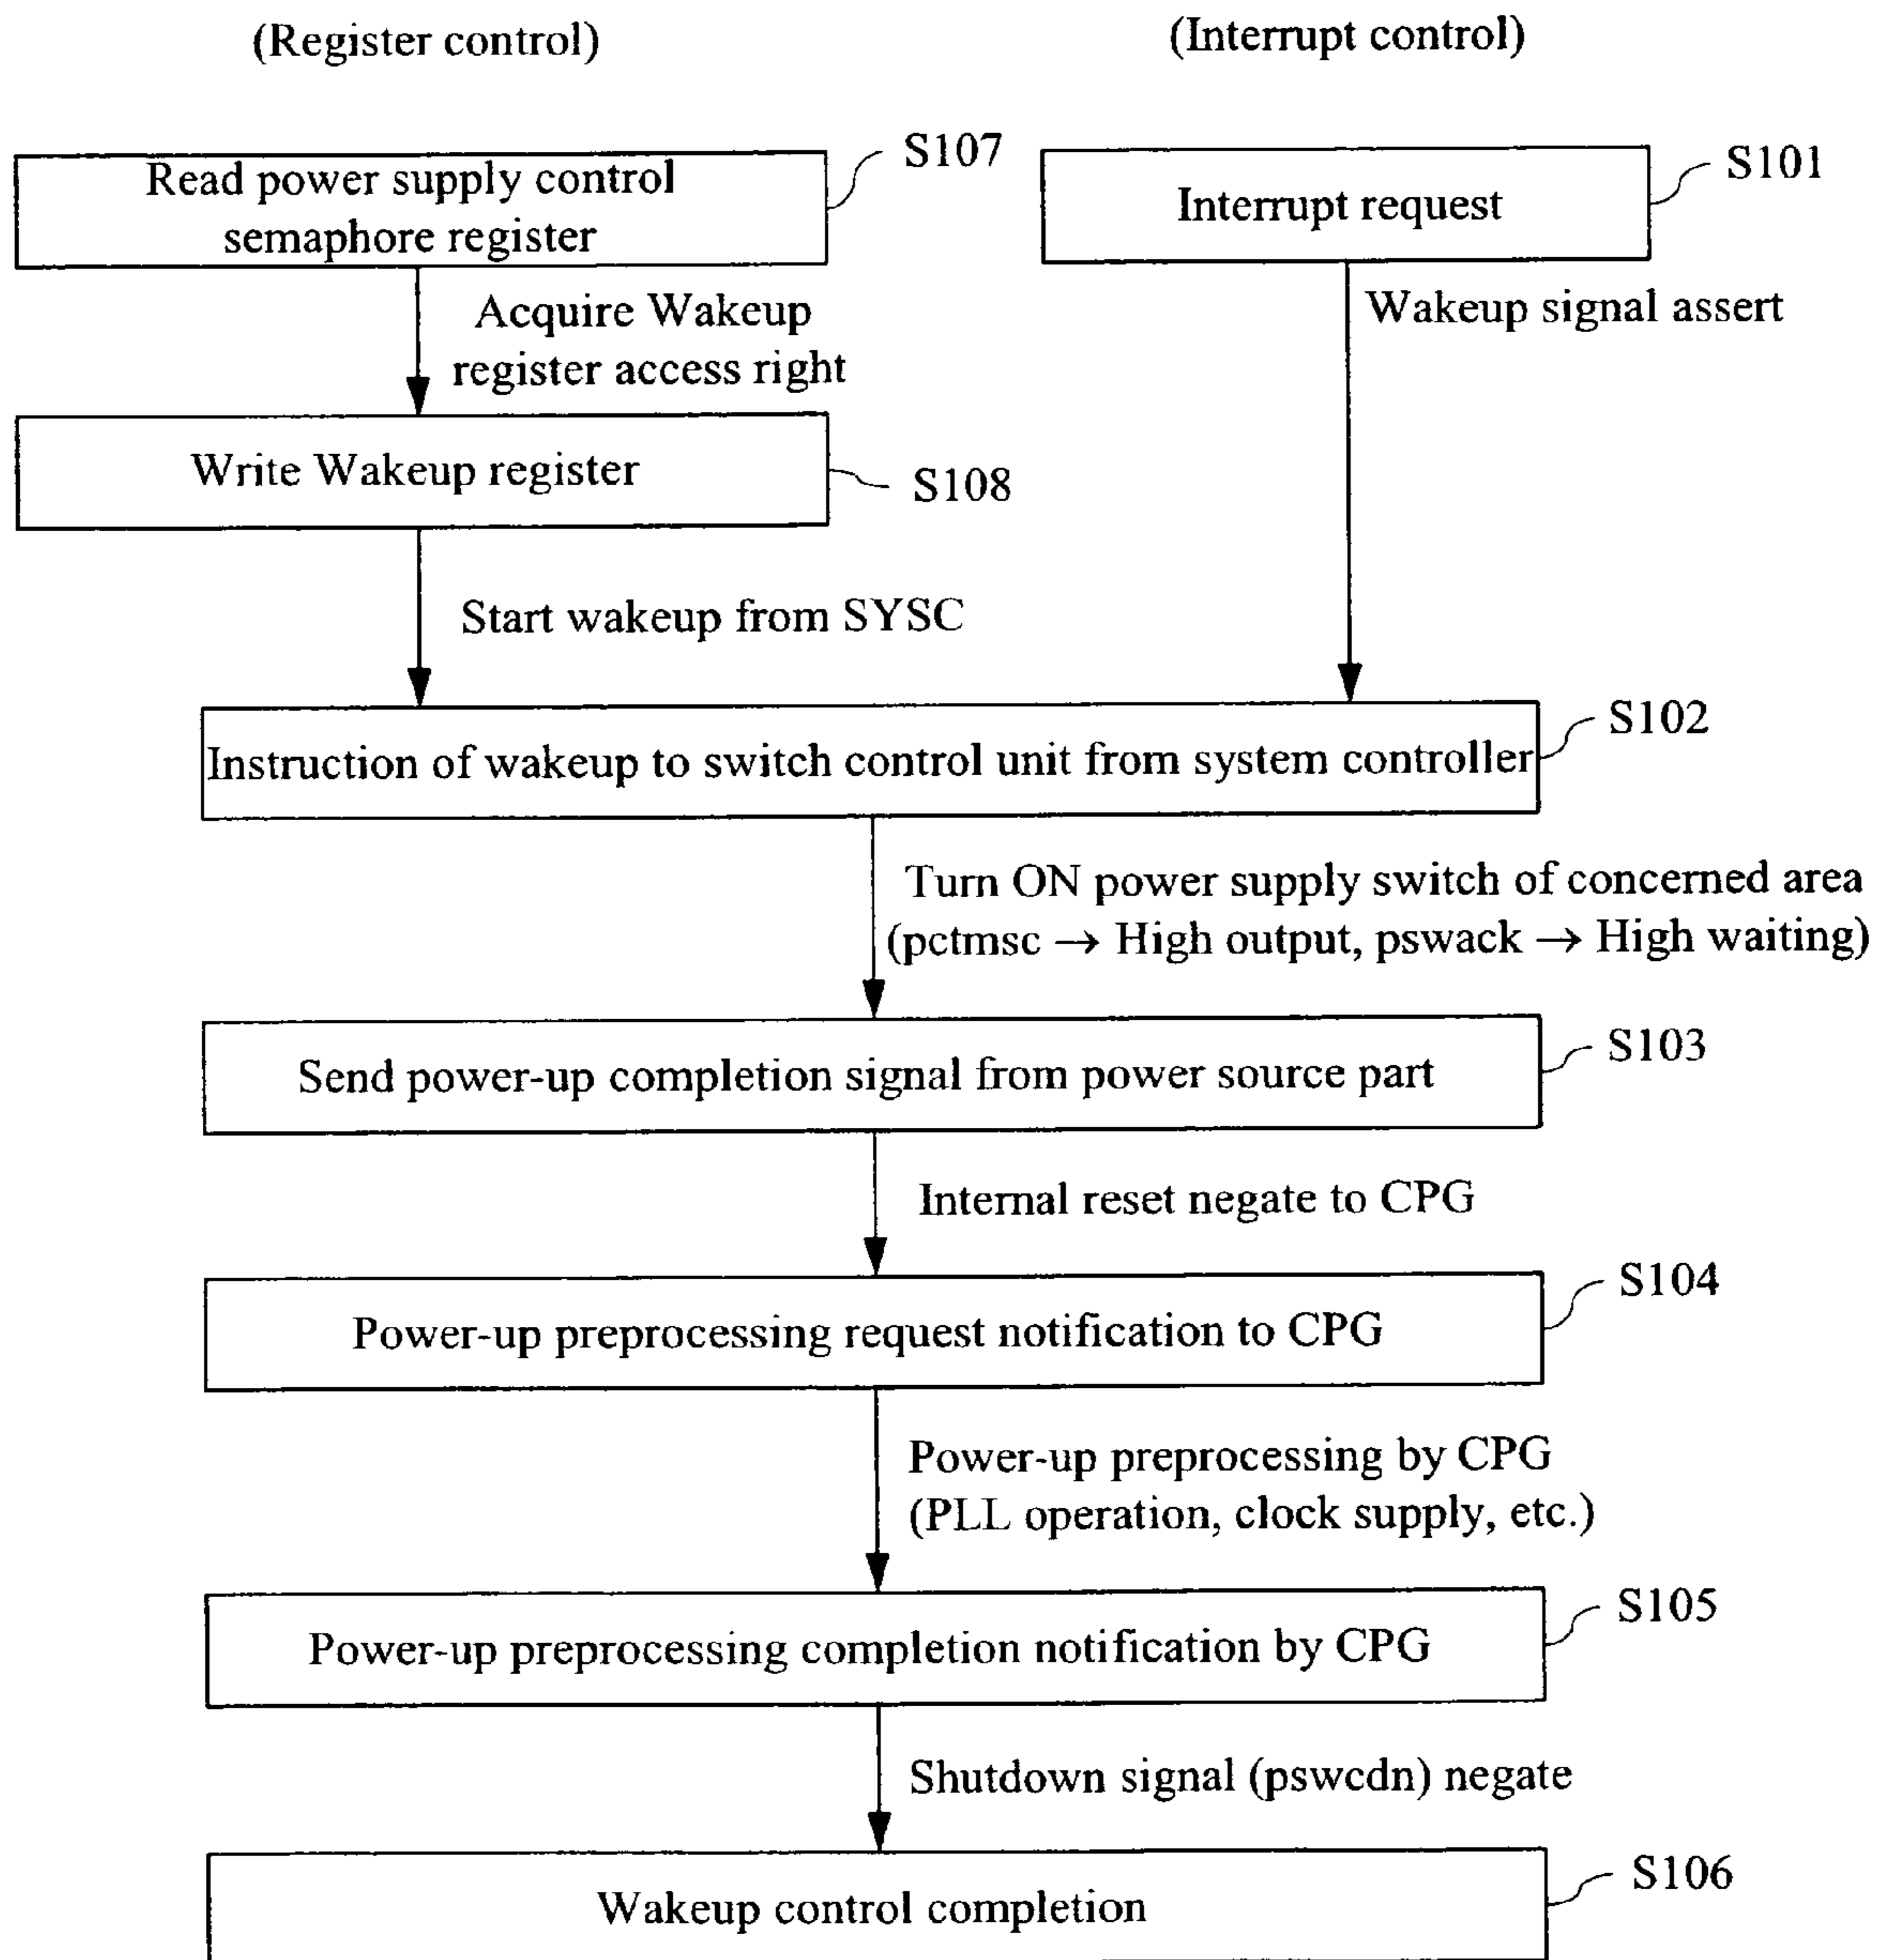 (Register control)
(Interrupt control)
S107
Read power supply control
semaphore register
S101
Interrupt request
Acquire Wakeup
register access right
Wakeup signal assert
Write Wakeup register
S108
Start wakeup from SYSC
S102
Instruction of wakeup to switch control unit from system controller
Turn ON power supply switch of concerned area
(pctmsc → High output, pswack → High waiting)
S103
Send power-up completion signal from power source part
Internal reset negate to CPG
S104
Power-up preprocessing request notification to CPG
Power-up preprocessing by CPG
(PLL operation, clock supply, etc.)
S105
Power-up preprocessing completion notification by CPG
Shutdown signal (pswcdn) negate
S106
Wakeup control completion